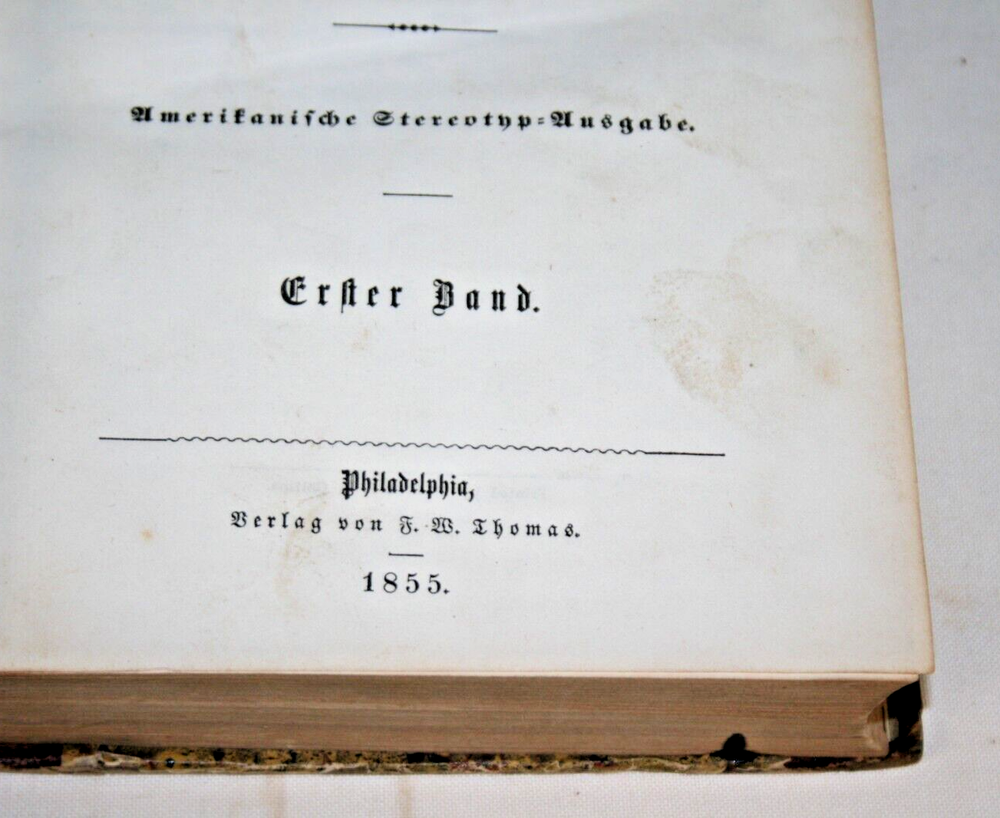 Amerikaniſche Stereotyp-Ausgabe.
Erſter Band.
Philadelphia,
Verlag von F. W. Thomas.
1855.